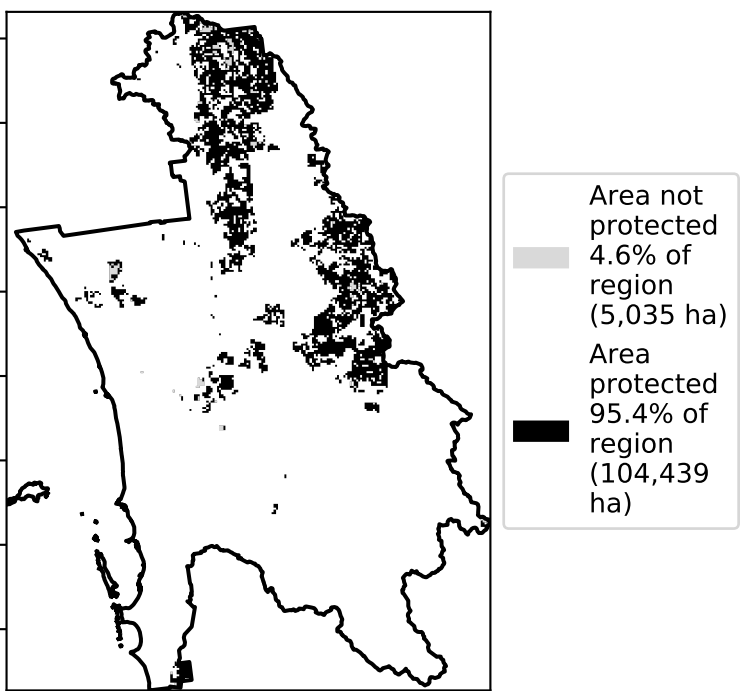 Area not
protected
4.6% of
region
(5,035 ha)
Area
protected
95.4% of
region
(104,439
ha)